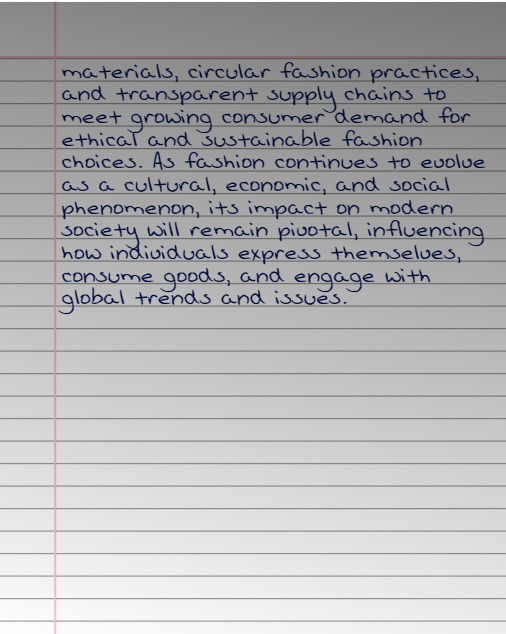 materials, circular fashion practices,
and transparent supply chains to
meet growing consumer demand for
ethical and sustainable fashion
choices. As fashion continues to evolve
as a cultural, economic, and social
phenomenon, its impact on modern
society will remain pivotal, influencing
how individuals express themselves,
consume goods, and engage with
global trends and issues.